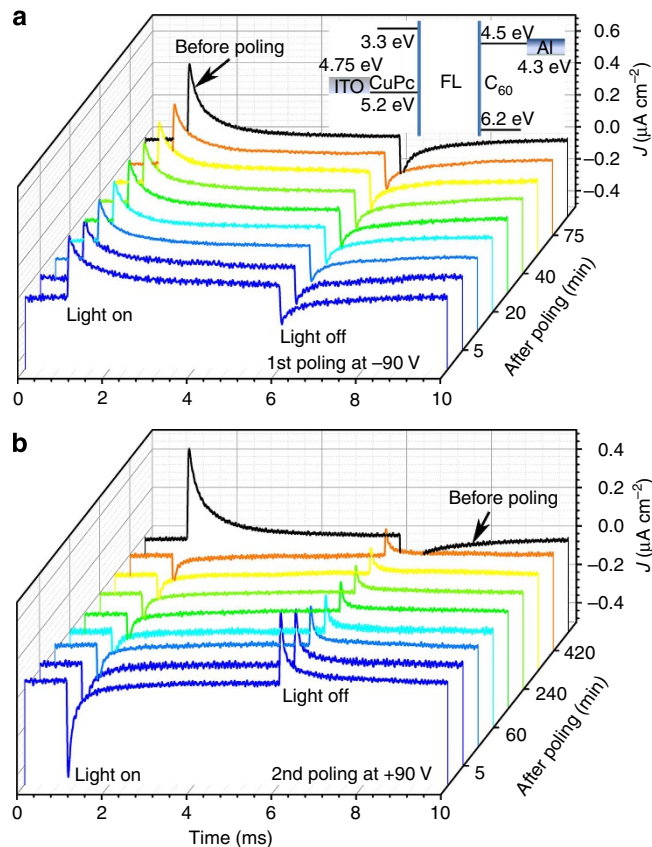 a
Before poling
3.3 eV
4.5 eV
Al
4.75 eV
4.3 eV
ITO
CuPc
FL
C60
5.2 eV
6.2 eV
0.6
0.4
0.2
0.0
−0.2
−0.4
J (µA cm−2)
Light on
Light off
1st poling at −90 V
75
40
20
5
After poling (min)
0 2 4 6 8 10
b
Before poling
0.4
0.2
0.0
−0.2
−0.4
J (µA cm−2)
Light off
Light on
2nd poling at +90 V
420
240
60
5
After poling (min)
0 2 4 6 8 10
Time (ms)